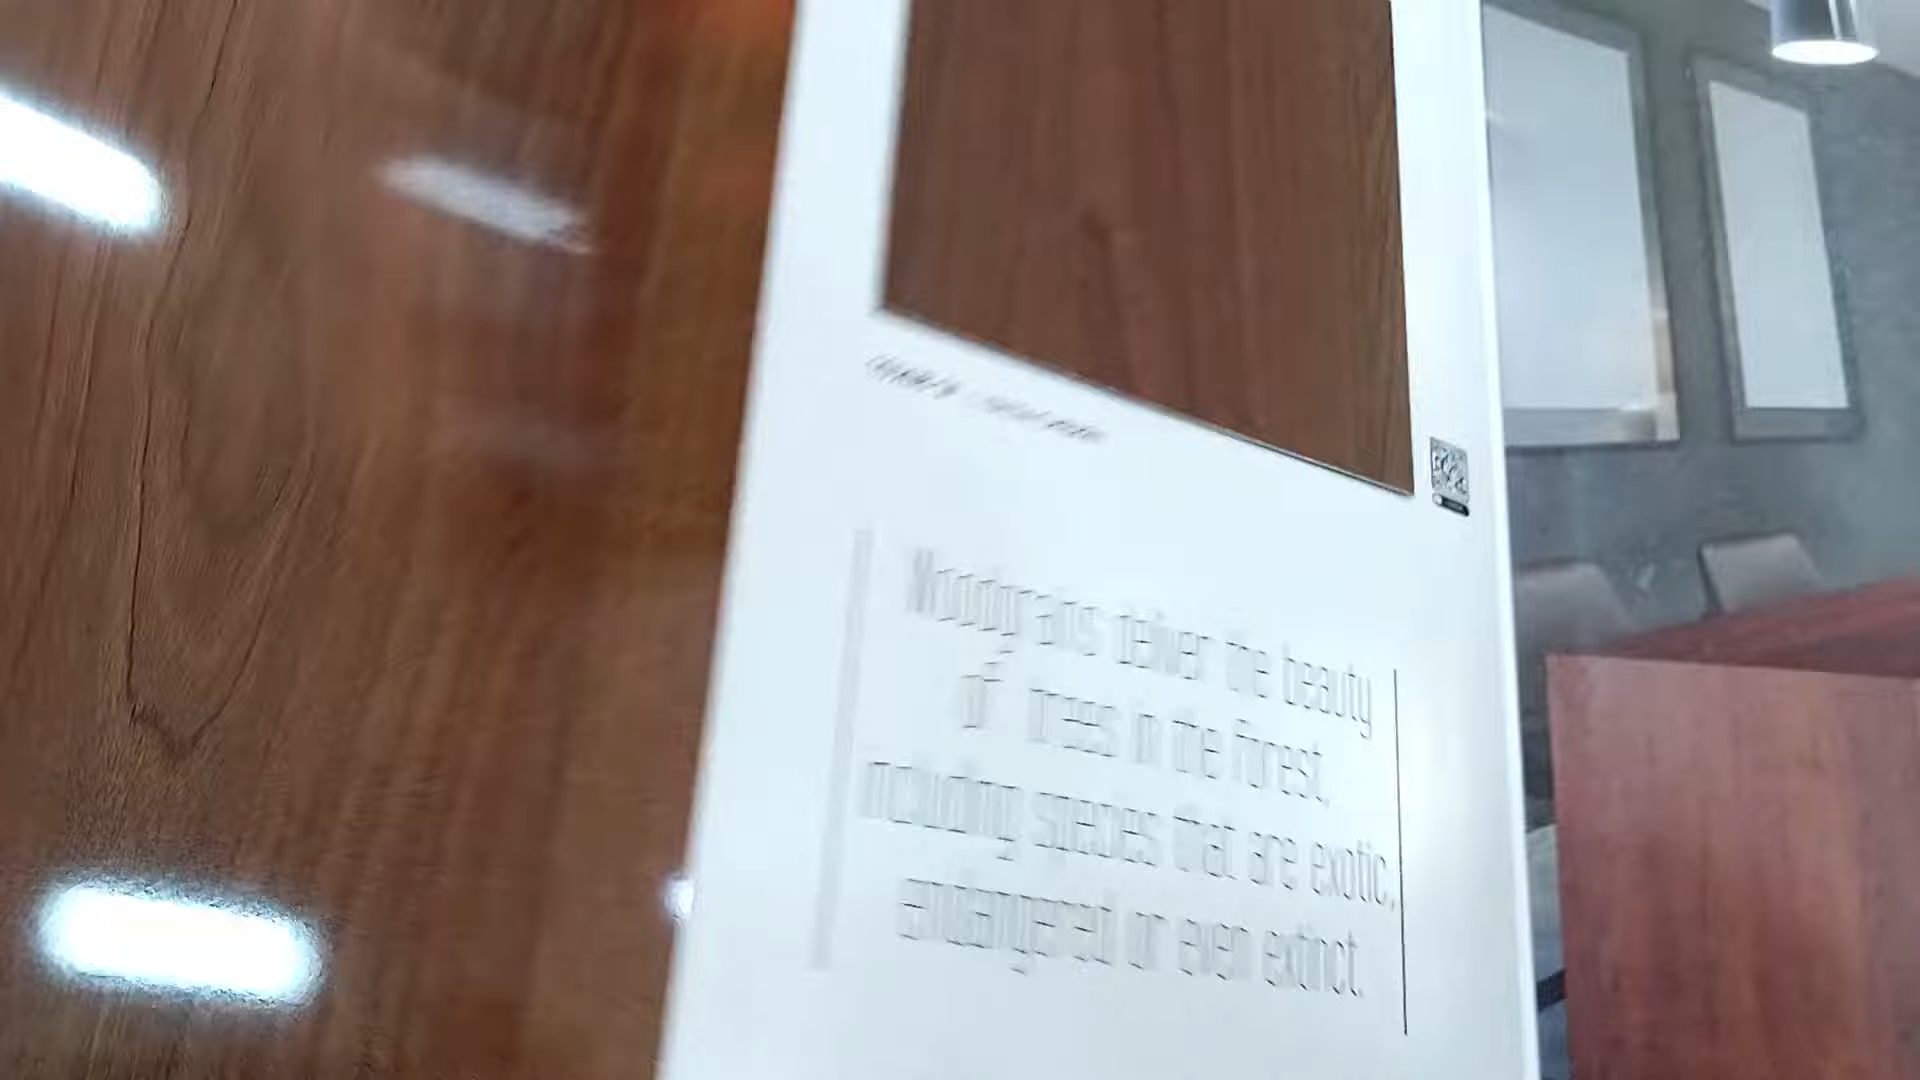 Woodgrains deliver the beauty
of trees in the forest,
including species that are exotic,
endangered or even extinct.